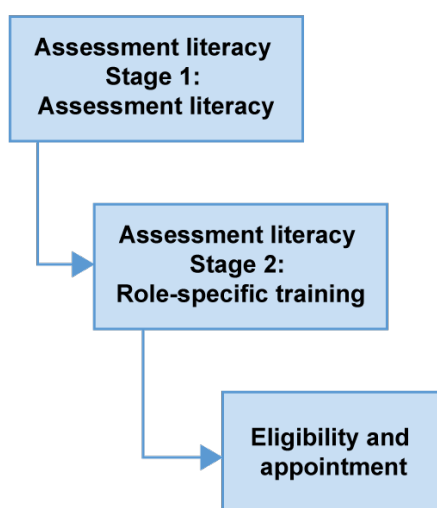 Assessment literacy
Stage 1:
Assessment literacy
Assessment literacy
Stage 2:
Role-specific training
Eligibility and
appointment